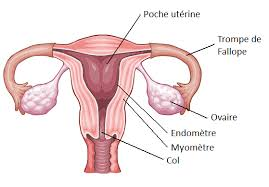 Poche utérine
Trompe de
Fallope
Ovaire
Endomètre
Myomètre
Col